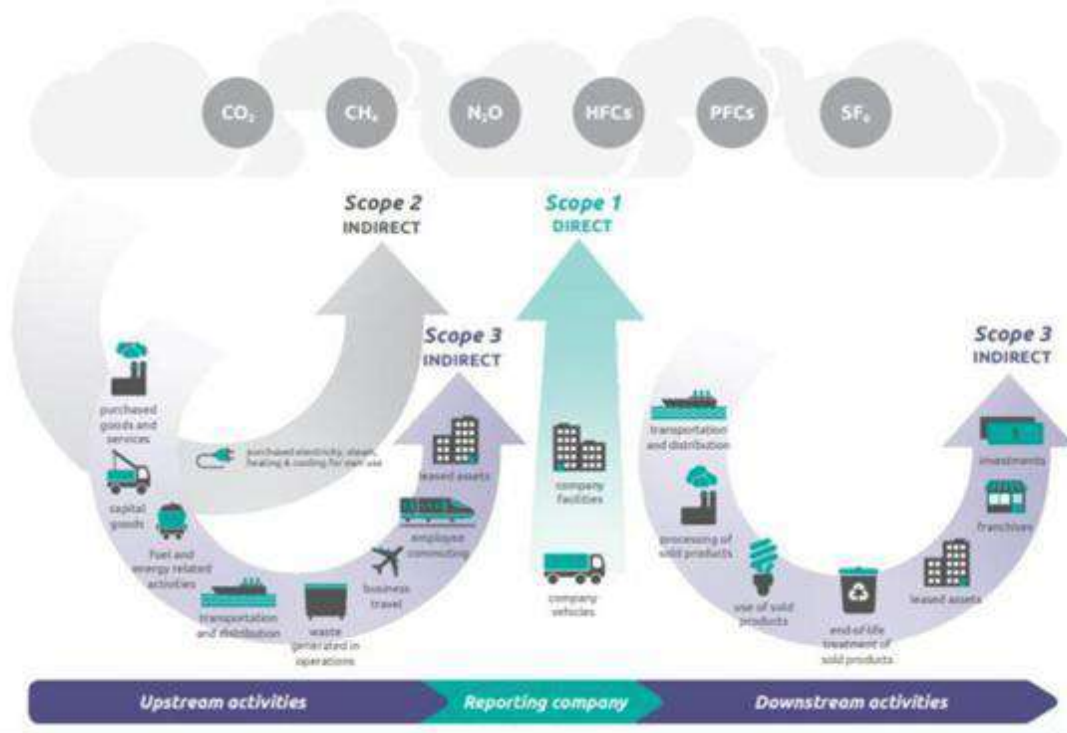 CO₂ CH₄ N₂O HFCs PFCs SF₆
Scope 2
INDIRECT
Scope 1
DIRECT
Scope 3
INDIRECT
Scope 3
INDIRECT
purchased
goods and
services
capital
goods
fuel and
energy related
activities
transportation
and distribution
waste
generated in
operations
business
travel
employee
commuting
leased assets
purchased electricity, steam,
heating & cooling for own use
company
facilities
company
vehicles
transportation
and distribution
processing of
sold products
use of sold
products
end-of-life
treatment of
sold products
leased assets
franchives
investments
Upstream activities
Reporting company
Downstream activities